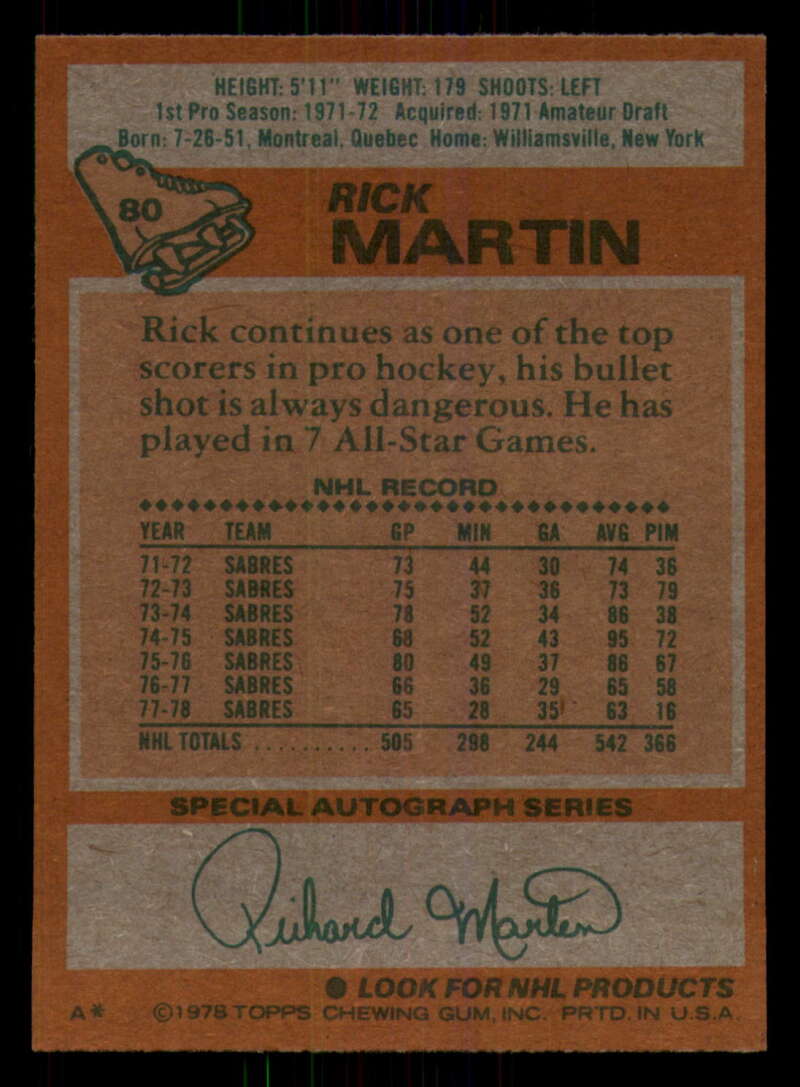 HEIGHT: 5'11" WEIGHT: 179 SHOOTS: LEFT
1st Pro Season: 1971-72 Acquired: 1971 Amateur Draft
Born: 7-26-51, Montreal, Quebec Home: Williamsville, New York
80
RICK
MARTIN
Rick continues as one of the top
scorers in pro hockey, his bullet
shot is always dangerous. He has
played in 7 All-Star Games.
NHL RECORD
YEAR TEAM GP MIN GA AVG PIM
71-72 SABRES 73 44 30 74 36
72-73 SABRES 75 37 36 73 79
73-74 SABRES 78 52 34 86 38
74-75 SABRES 68 52 43 95 72
75-76 SABRES 80 49 37 86 67
76-77 SABRES 66 36 29 65 58
77-78 SABRES 65 28 35 63 16
NHL TOTALS .......... 505 298 244 542 366
SPECIAL AUTOGRAPH SERIES
Richard Martin
● LOOK FOR NHL PRODUCTS
A* ©1978 TOPPS CHEWING GUM, INC. PRTD. IN U.S.A.